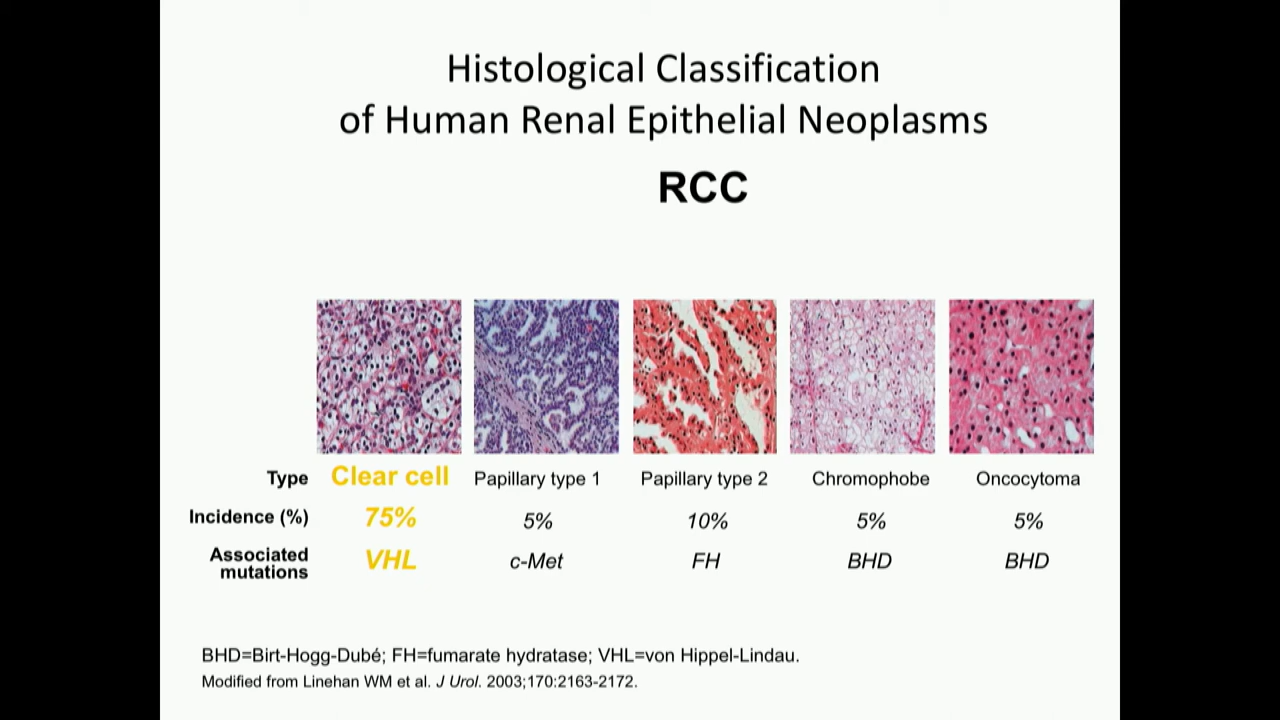 Histological Classification
of Human Renal Epithelial Neoplasms
RCC
Type Clear cell Papillary type 1 Papillary type 2 Chromophobe Oncocytoma
Incidence (%) 75% 5% 10% 5% 5%
Associated mutations VHL c-Met FH BHD BHD
BHD=Birt-Hogg-Dubé; FH=fumarate hydratase; VHL=von Hippel-Lindau.
Modified from Linehan WM et al. J Urol. 2003;170:2163-2172.